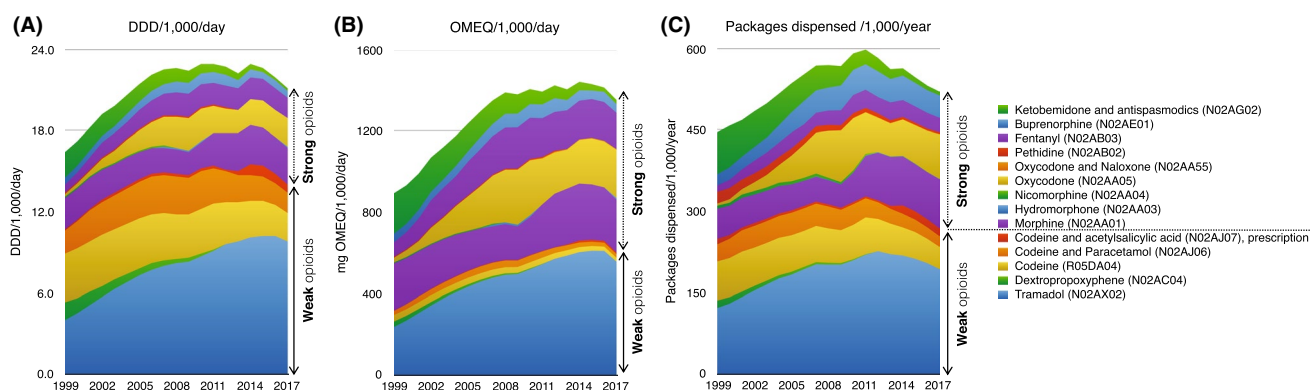 (A)
DDD/1,000/day
24.0
18.0
12.0
6.0
0.0
DDD/1,000/day
1999 2002 2005 2008 2011 2014 2017
Strong opioids
Weak opioids
(B)
OMEQ/1,000/day
1600
1200
800
400
0
mg OMEQ/1,000/day
1999 2002 2005 2008 2011 2014 2017
Strong opioids
Weak opioids
(C)
Packages dispensed /1,000/year
600
450
300
150
0
Packages dispensed/1,000/year
1999 2002 2005 2008 2011 2014 2017
Strong opioids
Weak opioids
Ketobemidone and antispasmodics (N02AG02)
Buprenorphine (N02AE01)
Fentanyl (N02AB03)
Pethidine (N02AB02)
Oxycodone and Naloxone (N02AA55)
Oxycodone (N02AA05)
Nicomorphine (N02AA04)
Hydromorphone (N02AA03)
Morphine (N02AA01)
Codeine and acetylsalicylic acid (N02AJ07), prescription
Codeine and Paracetamol (N02AJ06)
Codeine (R05DA04)
Dextropropoxyphene (N02AC04)
Tramadol (N02AX02)